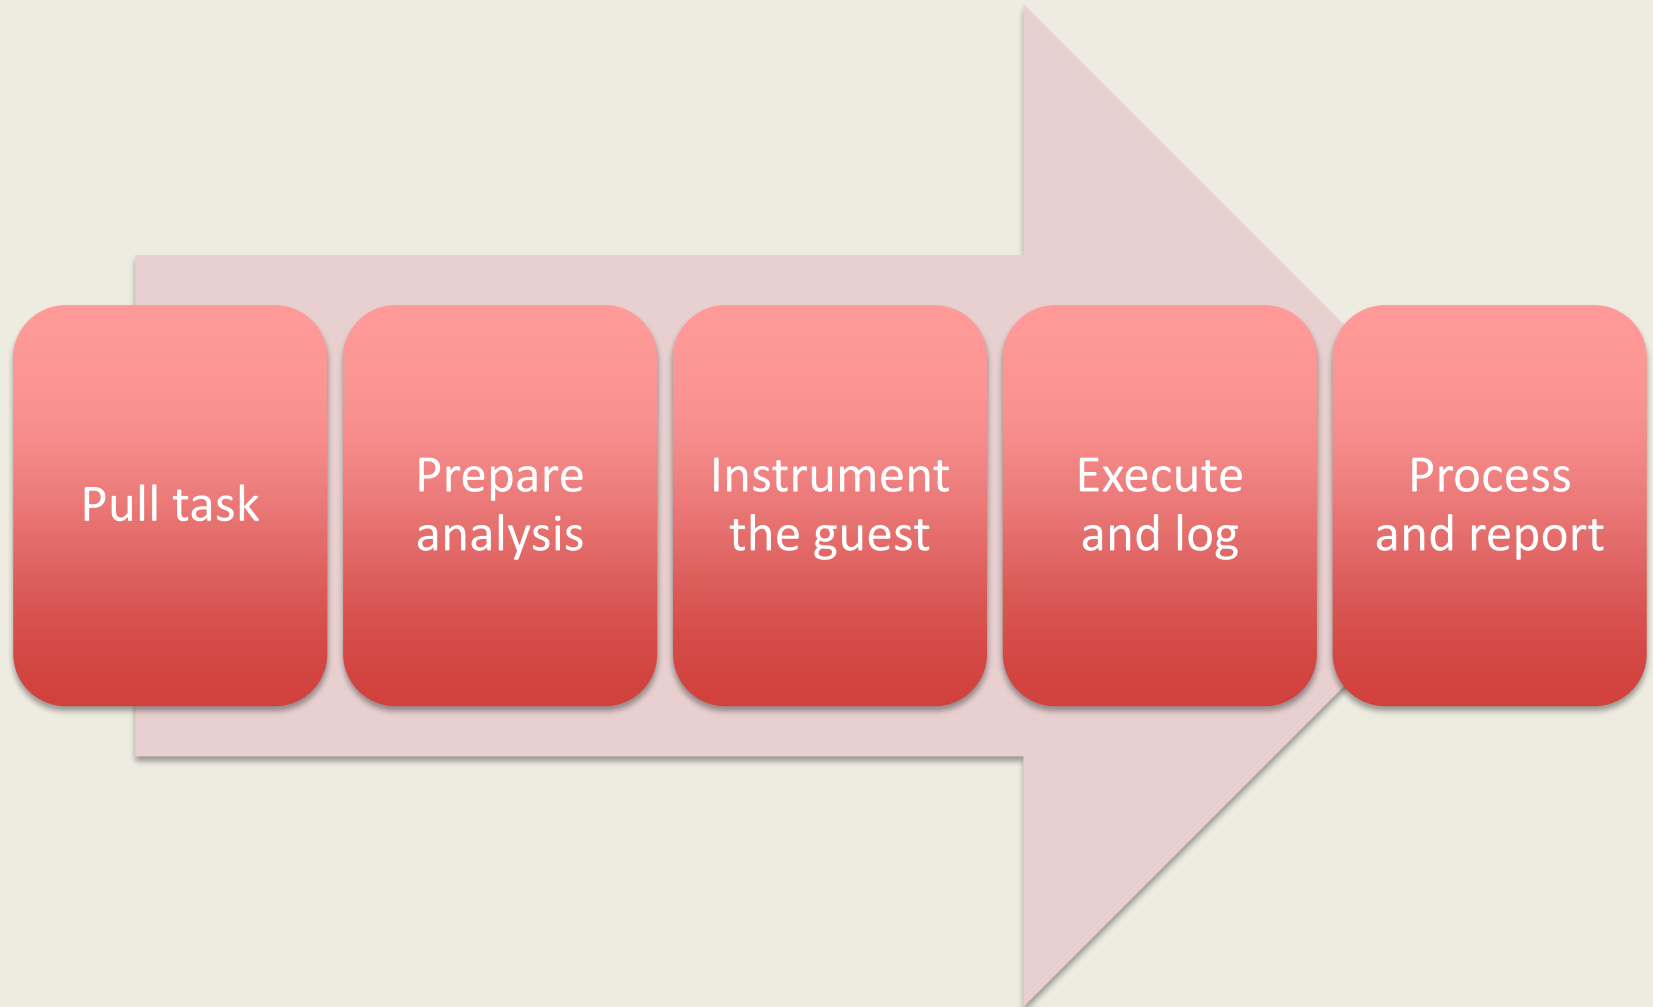 Pull task
Prepare
analysis
Instrument
the guest
Execute
and log
Process
and report